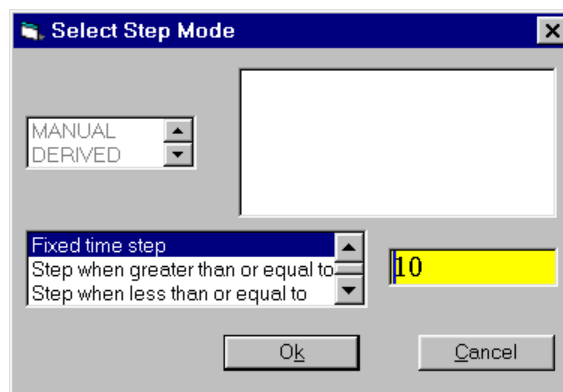 Select Step Mode
MANUAL
DERIVED
Fixed time step
Step when greater than or equal to
Step when less than or equal to
10
Ok
Cancel